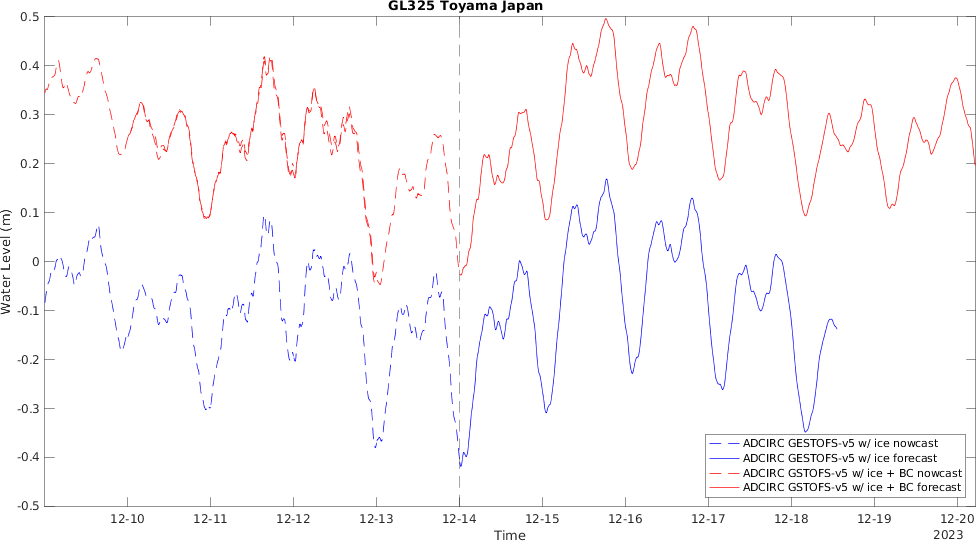 GL325 Toyama Japan
0.5
0.4
0.3
0.2
0.1
0
-0.1
-0.2
-0.3
-0.4
-0.5
Water Level (m)
ADCIRC GESTOFS-v5 w/ ice nowcast
ADCIRC GESTOFS-v5 w/ ice forecast
ADCIRC GSTOFS-v5 w/ ice + BC nowcast
ADCIRC GSTOFS-v5 w/ ice + BC forecast
12-10 12-11 12-12 12-13 12-14 12-15 12-16 12-17 12-18 12-19 12-20
Time
2023